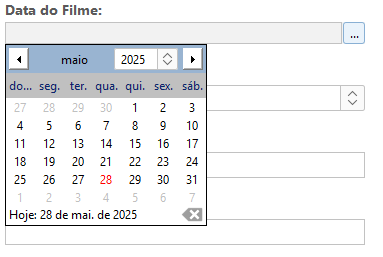 Data do Filme:
...
maio 2025
do... seg. ter. qua. qui. sex. sáb.
27 28 29 30 1 2 3
4 5 6 7 8 9 10
11 12 13 14 15 16 17
18 19 20 21 22 23 24
25 26 27 28 29 30 31
1 2 3 4 5 6 7
Hoje: 28 de mai. de 2025